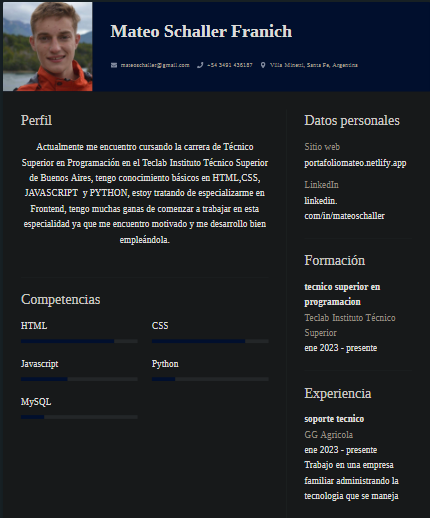 Mateo Schaller Franich
mateoschaller@gmail.com +54 3491 438187 Villa Minetti, Santa Fe, Argentina
Perfil
Actualmente me encuentro cursando la carrera de Técnico
Superior en Programación en el Teclab Instituto Técnico Superior
de Buenos Aires, tengo conocimiento básicos en HTML,CSS,
JAVASCRIPT y PYTHON, estoy tratando de especializarme en
Frontend, tengo muchas ganas de comenzar a trabajar en esta
especialidad ya que me encuentro motivado y me desarrollo bien
empleándola.
Competencias
HTML
CSS
Javascript
Python
MySQL
Datos personales
Sitio web
portafoliomateo.netlify.app
LinkedIn
linkedin.
com/in/mateoschaller
Formación
tecnico superior en
programacion
Teclab Instituto Técnico
Superior
ene 2023 - presente
Experiencia
soporte tecnico
GG Agricola
ene 2023 - presente
Trabajo en una empresa
familiar administrando la
tecnologia que se maneja